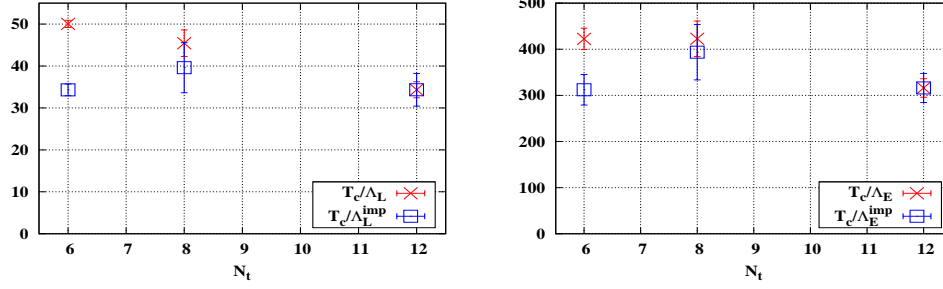 50
40
30
20
10
0
T_c/Λ_L
T_c/Λ_L^imp
6 7 8 9 10 11 12
N_t
500
400
300
200
100
0
T_c/Λ_E
T_c/Λ_E^imp
6 7 8 9 10 11 12
N_t